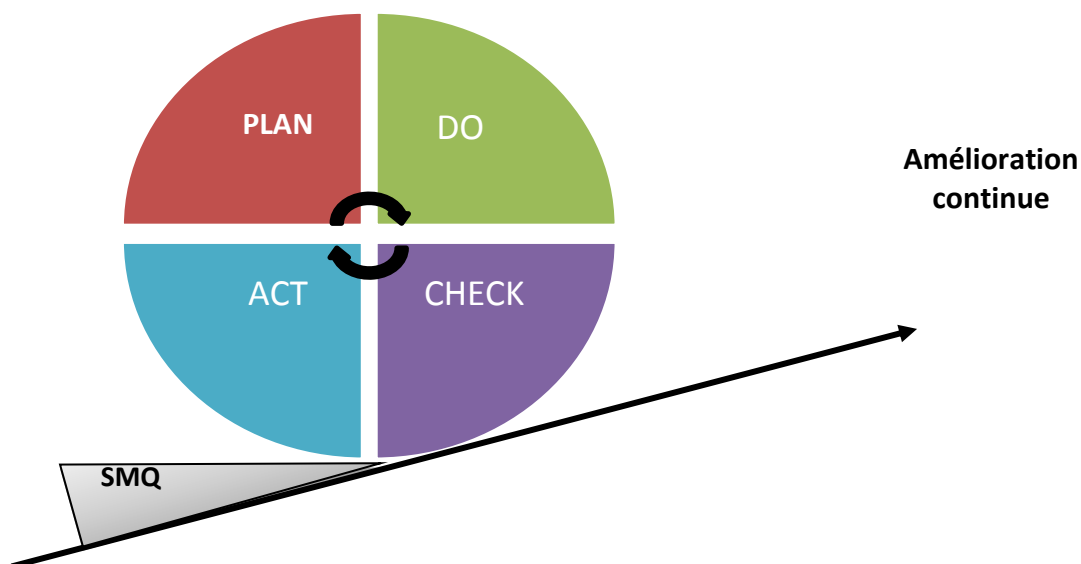 PLAN
DO
Amélioration
continue
ACT
CHECK
SMQ